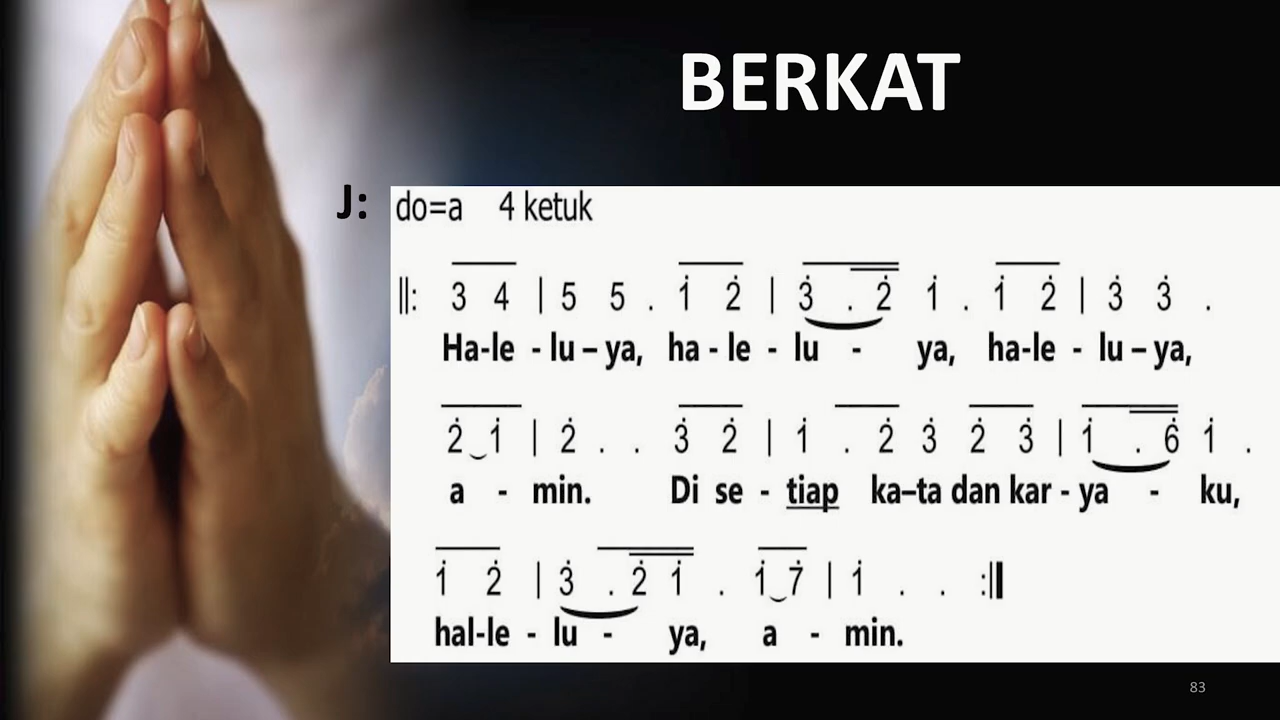 BERKAT
J: do=a 4 ketuk
||: 3 4 | 5 5 . 1̇ 2̇ | 3̇ . 2̇ 1̇ . 1̇ 2̇ | 3̇ 3̇ .
Ha-le - lu – ya, ha - le - lu - ya, ha-le - lu – ya,
2̇ 1̇ | 2̇ . . 3̇ 2̇ | 1̇ . 2̇ 3̇ 2̇ 3̇ | 1̇ . 6̇ 1̇ .
a - min. Di se - tiap ka–ta dan kar - ya - ku,
1̇ 2̇ | 3̇ . 2̇ 1̇ . 1̇ 7̇ | 1̇ . . :||
hal-le - lu - ya, a - min.
83